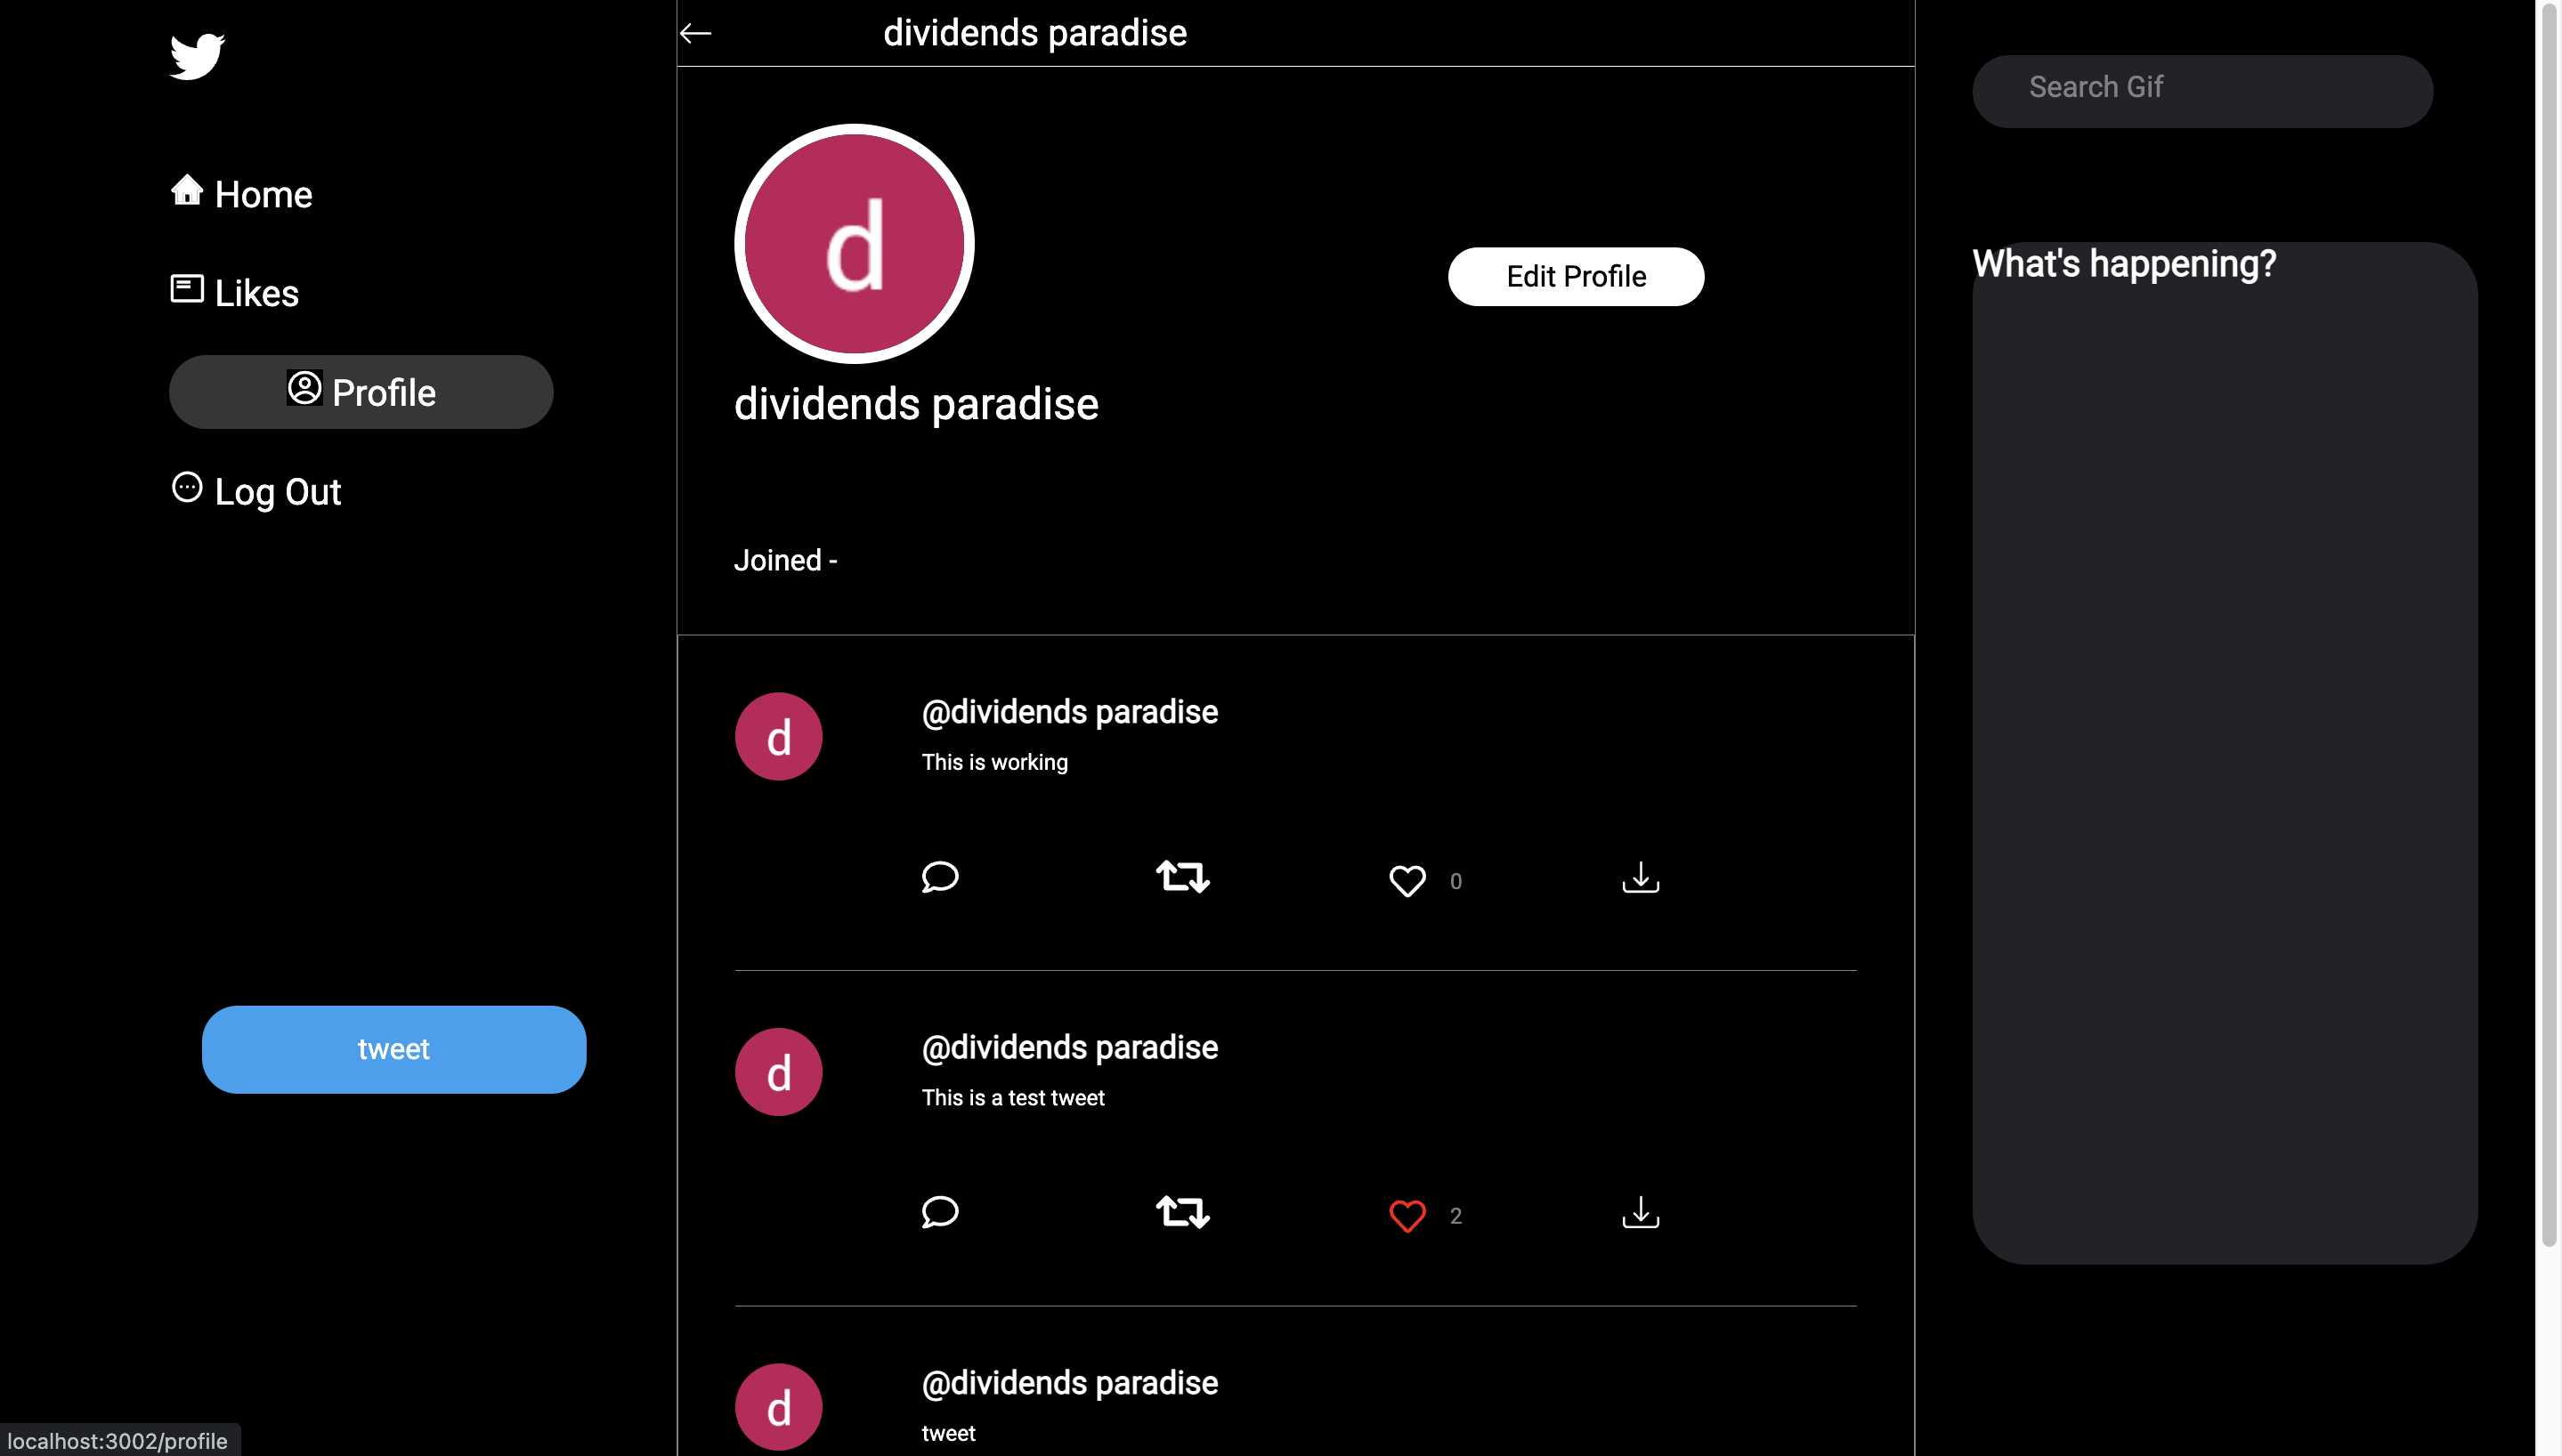 Home
Likes
Profile
Log Out
tweet
dividends paradise
d
Edit Profile
dividends paradise
Joined -
d
@dividends paradise
This is working
0
d
@dividends paradise
This is a test tweet
2
d
@dividends paradise
tweet
Search Gif
What's happening?
localhost:3002/profile